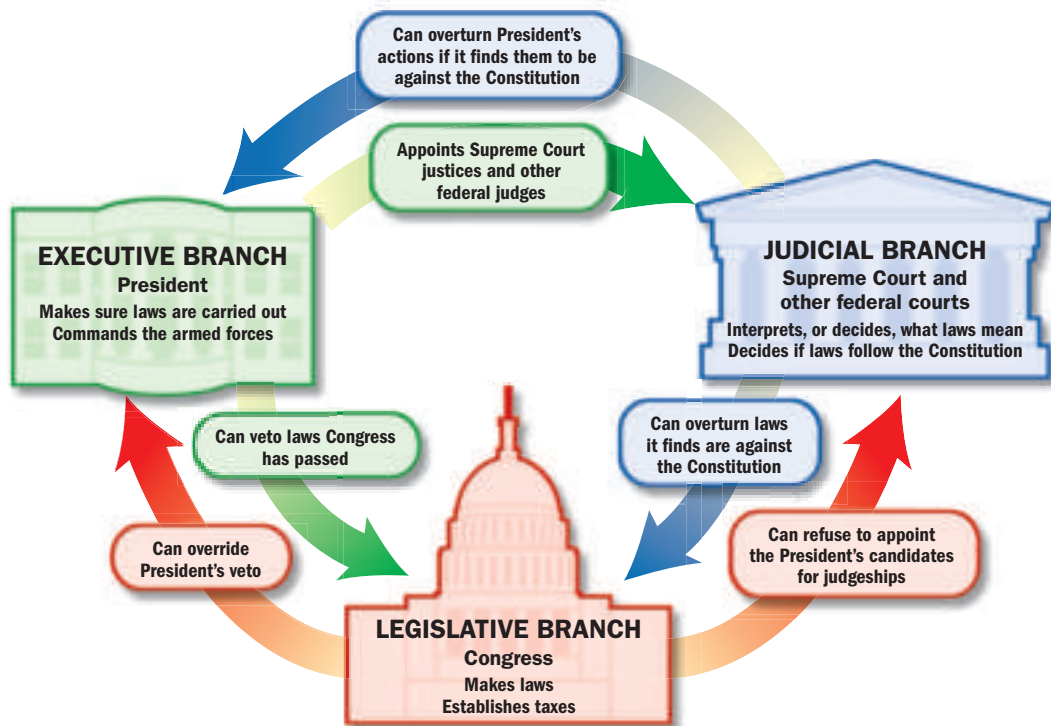 Can overturn President's
actions if it finds them to be
against the Constitution
Appoints Supreme Court
justices and other
federal judges
EXECUTIVE BRANCH
President
Makes sure laws are carried out
Commands the armed forces
JUDICIAL BRANCH
Supreme Court and
other federal courts
Interprets, or decides, what laws mean
Decides if laws follow the Constitution
Can veto laws Congress
has passed
Can overturn laws
it finds are against
the Constitution
Can override
President's veto
Can refuse to appoint
the President's candidates
for judgeships
LEGISLATIVE BRANCH
Congress
Makes laws
Establishes taxes